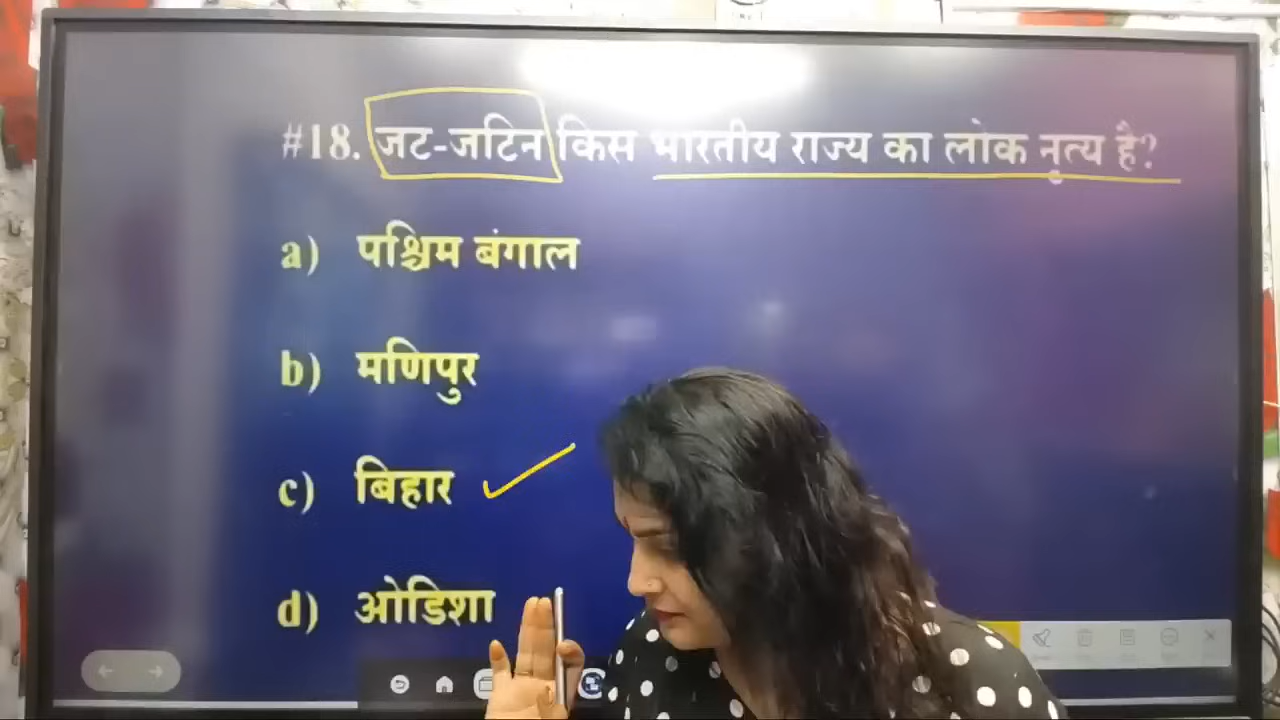 #18. जट-जटिन किस भारतीय राज्य का लोक नृत्य है?
a) पश्चिम बंगाल
b) मणिपुर
c) बिहार
d) ओडिशा